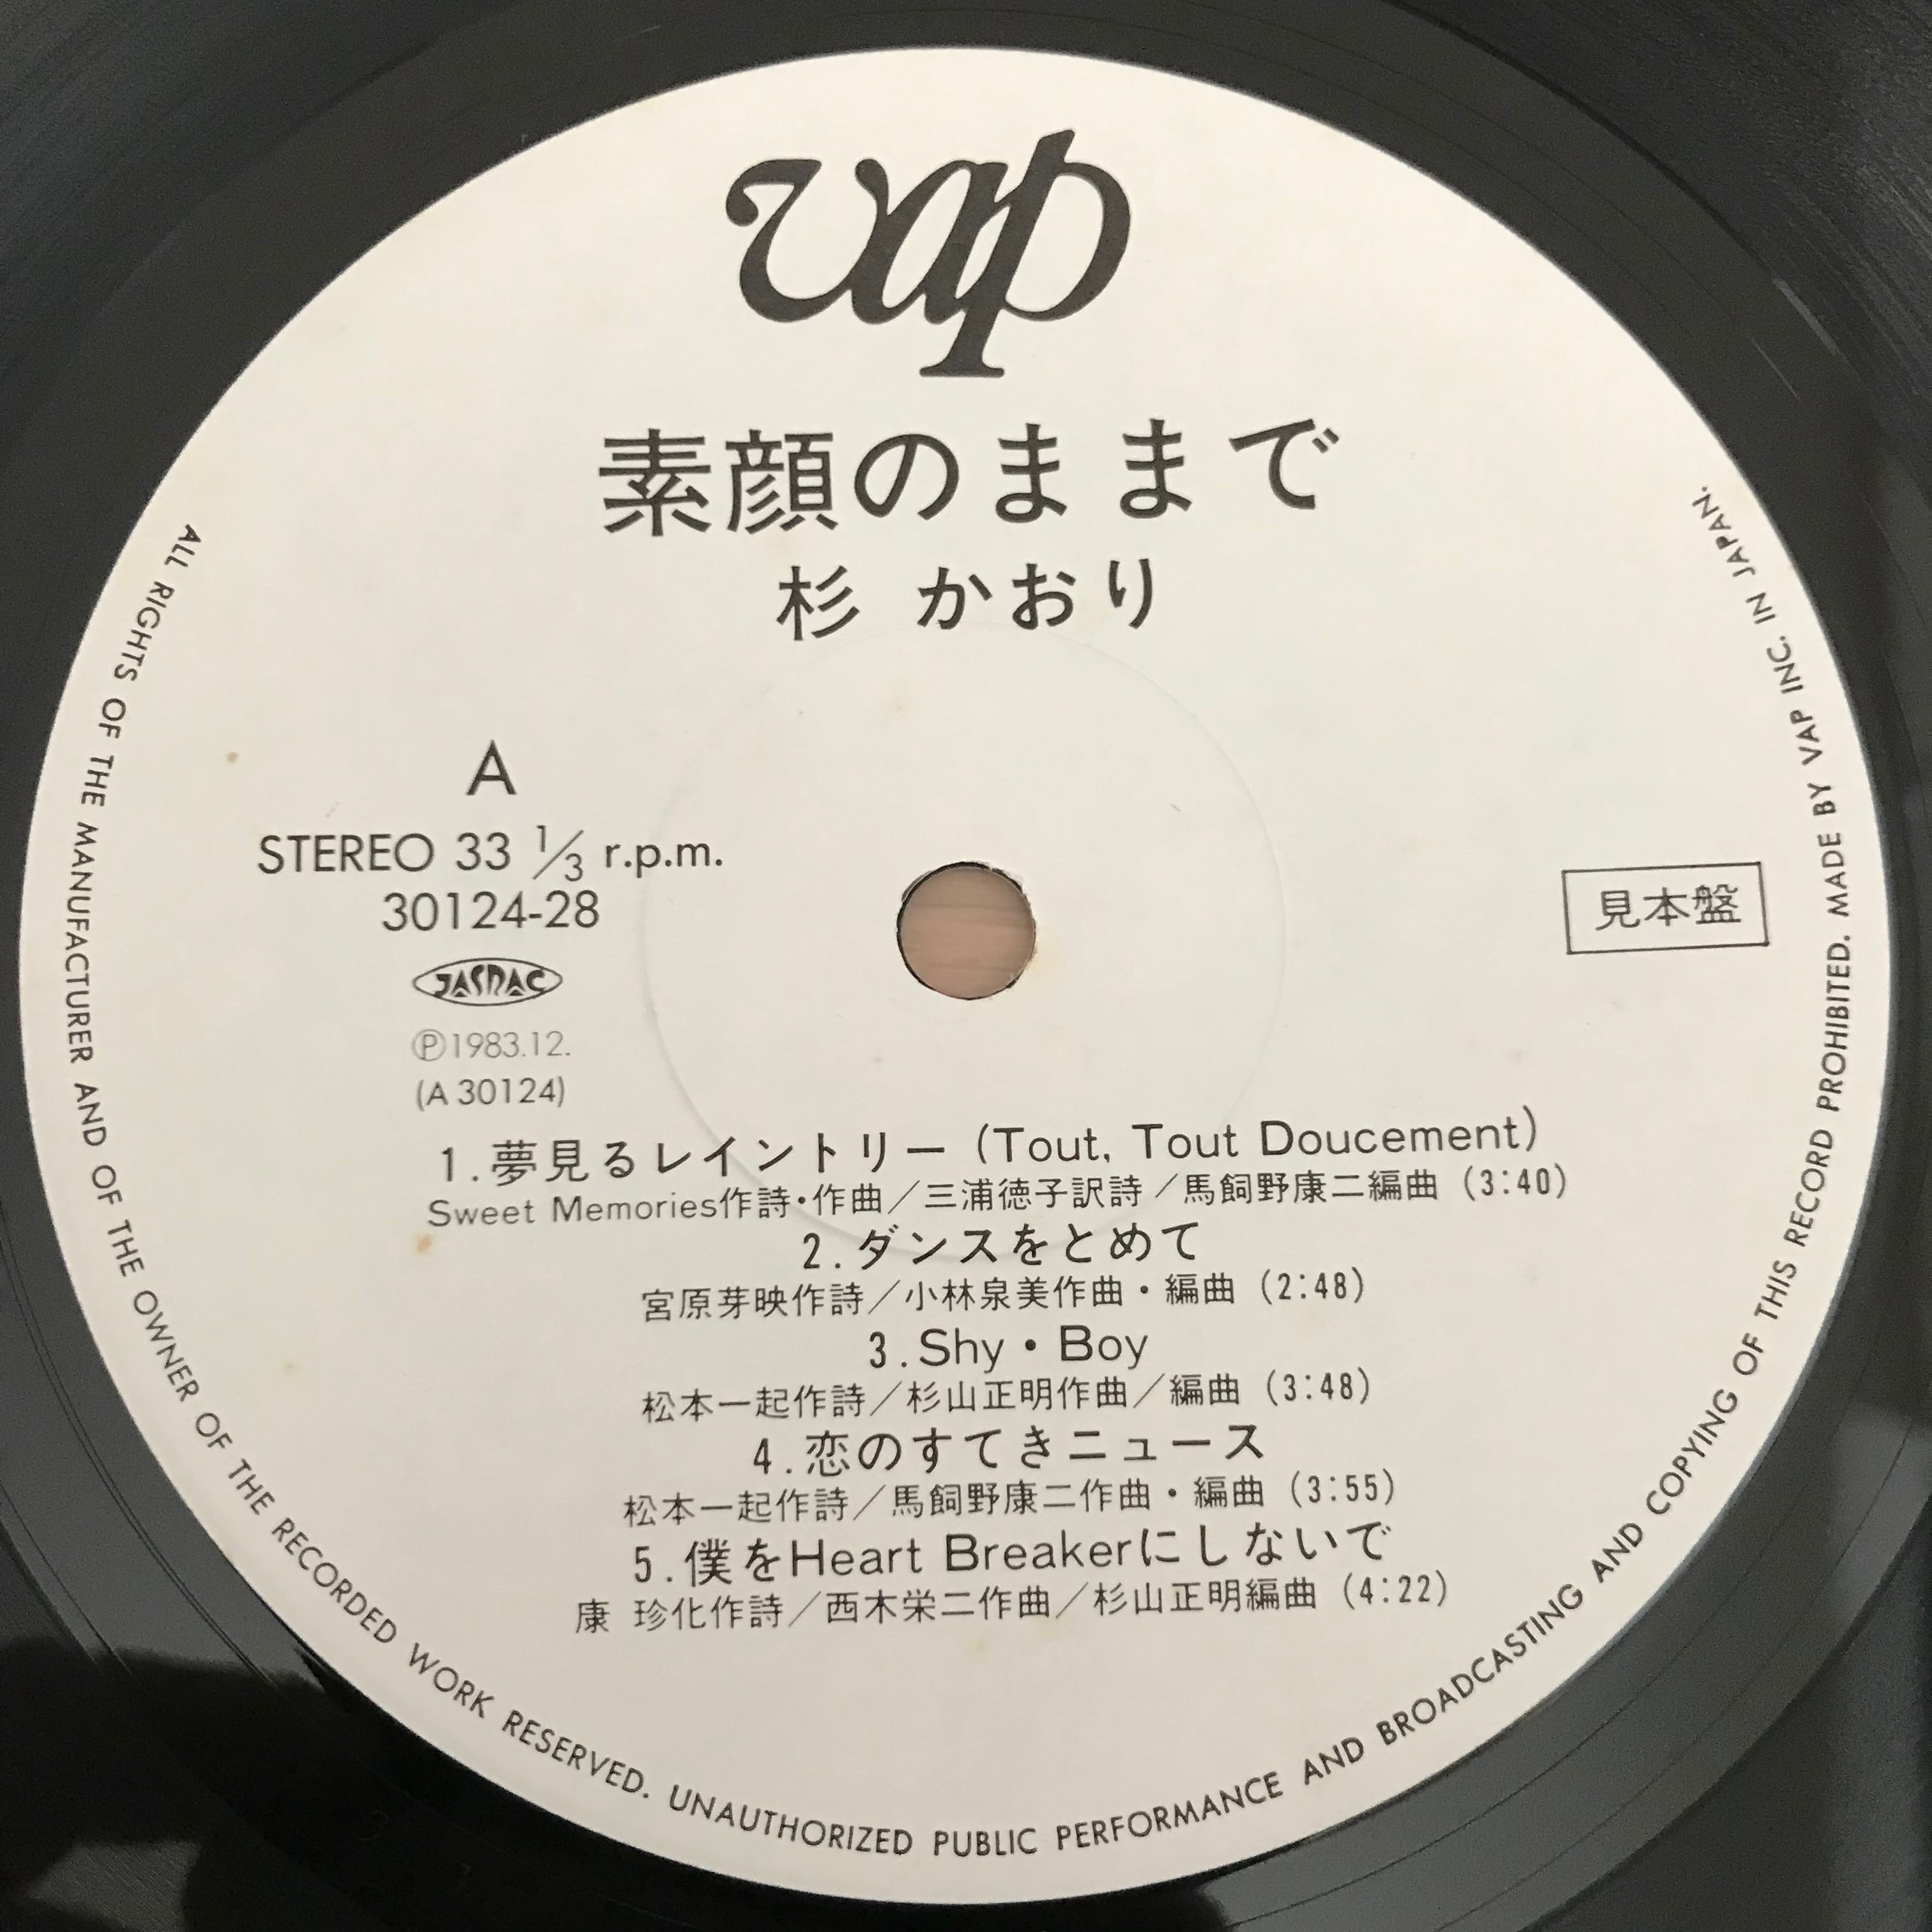 vap
素顔のままで
杉 かおり
A
STEREO 33 1/3 r.p.m.
30124-28
JASRAC
Ⓟ1983.12.
(A 30124)
見本盤
1.夢見るレイントリー (Tout, Tout Doucement)
Sweet Memories作詩・作曲／三浦徳子訳詩／馬飼野康二編曲 (3:40)
2.ダンスをとめて
宮原芽映作詩／小林泉美作曲・編曲 (2:48)
3.Shy・Boy
松本一起作詩／杉山正明作曲／編曲 (3:48)
4.恋のすてきニュース
松本一起作詩／馬飼野康二作曲・編曲 (3:55)
5.僕をHeart Breakerにしないで
康 珍化作詩／西木栄二作曲／杉山正明編曲 (4:22)
ALL RIGHTS OF THE MANUFACTURER AND OF THE OWNER OF THE RECORDED WORK RESERVED. UNAUTHORIZED PUBLIC PERFORMANCE AND BROADCASTING AND COPYING OF THIS RECORD PROHIBITED. MADE BY VAP INC. IN JAPAN.